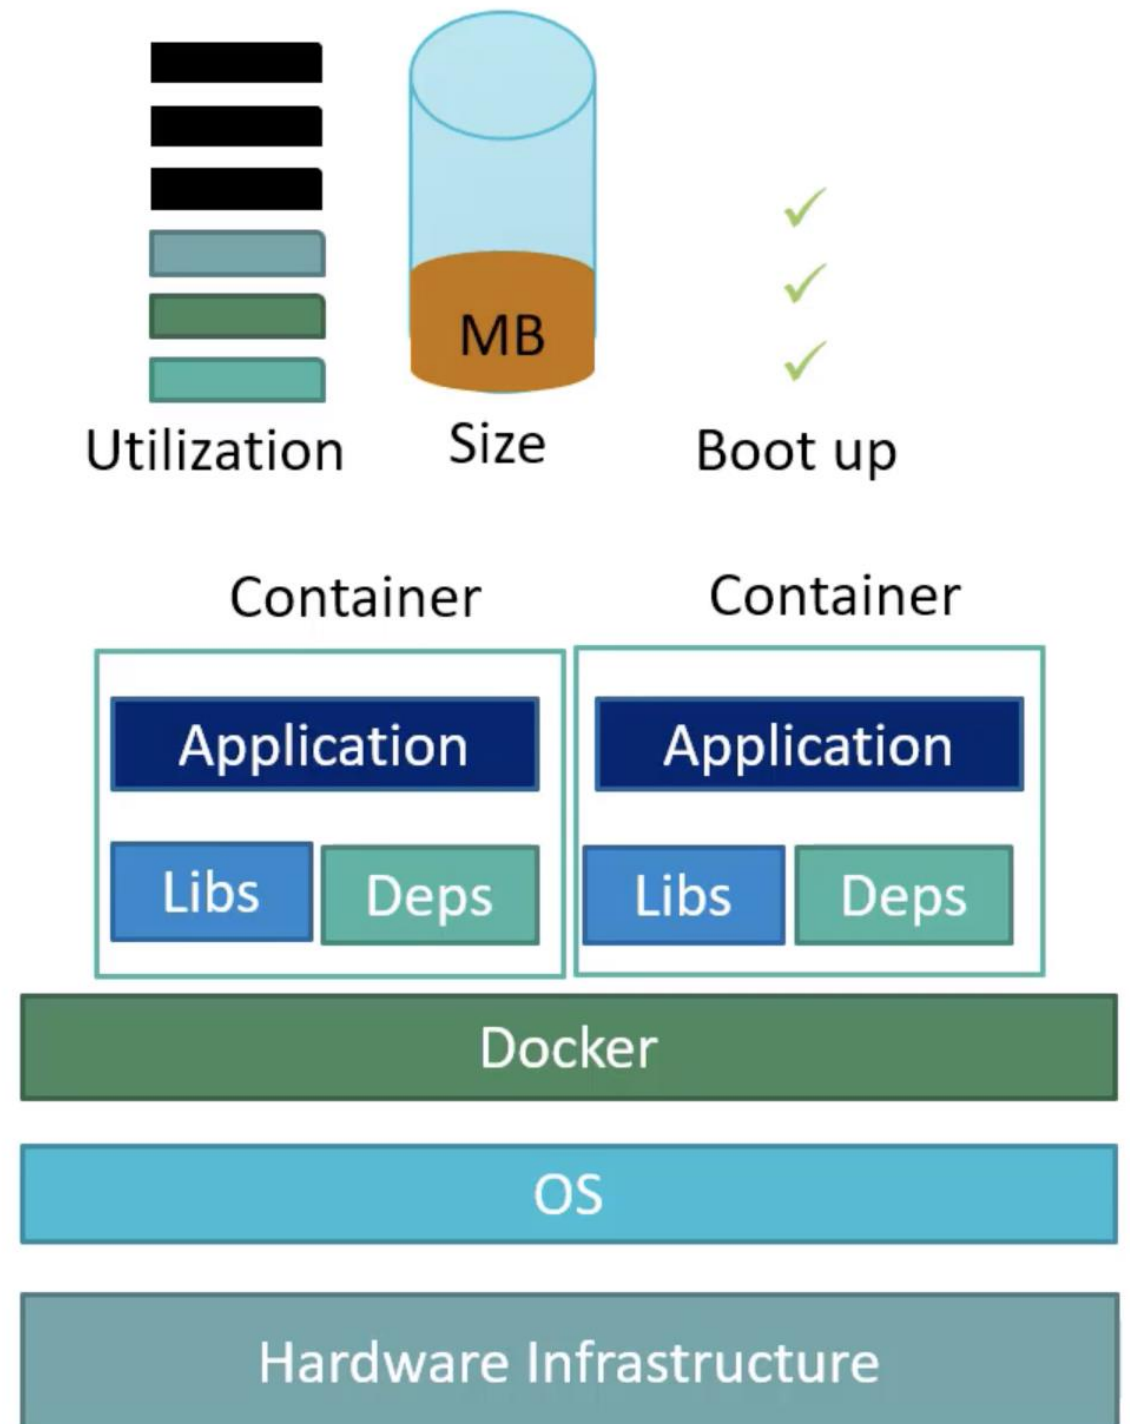 MB
Utilization
Size
Boot up
Container
Container
Application
Application
Libs
Deps
Libs
Deps
Docker
OS
Hardware Infrastructure